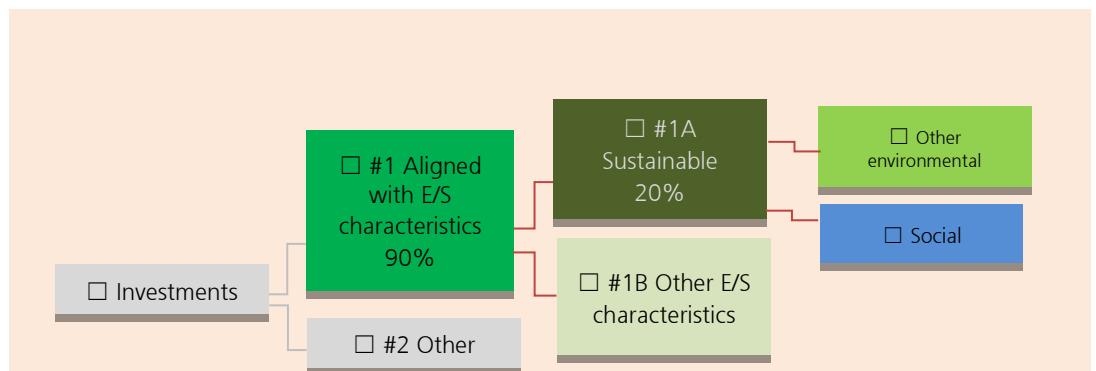 ☐ Investments
☐ #1 Aligned
with E/S
characteristics
90%
☐ #2 Other
☐ #1A
Sustainable
20%
☐ #1B Other E/S
characteristics
☐ Other
environmental
☐ Social